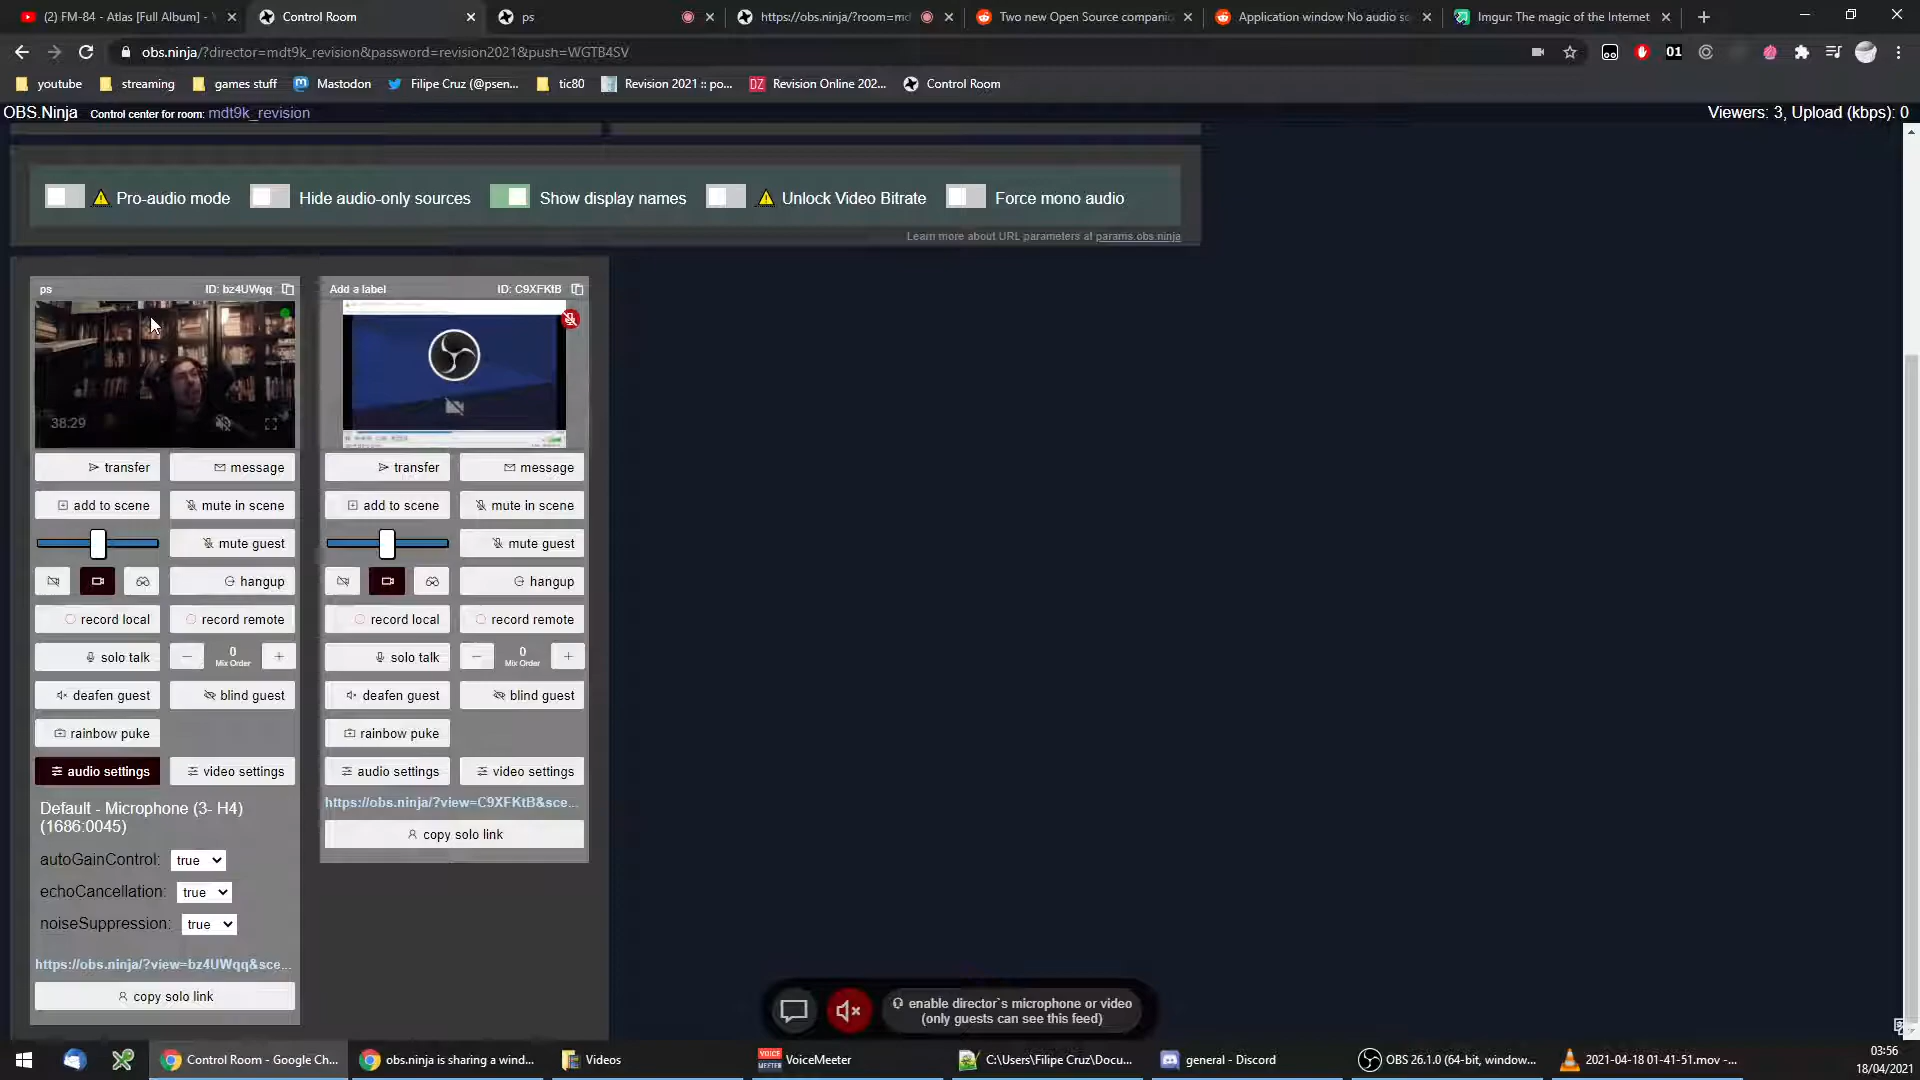 (2) FM-84 - Atlas [Full Album] -
Control Room
ps
https://obs.ninja/?room=md
Two new Open Source compani
Application window No audio so
Imgur: The magic of the Internet
obs.ninja/?director=mdt9k_revision&password=revision2021&push=WGTB4SV
youtube
streaming
games stuff
Mastodon
Filipe Cruz (@psen...
tic80
Revision 2021 :: po...
Revision Online 202...
Control Room
OBS.Ninja Control center for room: mdt9k_revision
Viewers: 3, Upload (kbps): 0
Pro-audio mode
Hide audio-only sources
Show display names
Unlock Video Bitrate
Force mono audio
Learn more about URL parameters at params.obs.ninja
ps ID: bz4UWqq
38:29
transfer message
add to scene mute in scene
mute guest
hangup
record local record remote
solo talk 0
Mix Order
deafen guest blind guest
rainbow puke
audio settings video settings
Default - Microphone (3- H4)
(1686:0045)
autoGainControl: true
echoCancellation: true
noiseSuppression: true
https://obs.ninja/?view=bz4UWqq&sce...
copy solo link
Add a label ID: C9XFKtB
transfer message
add to scene mute in scene
mute guest
hangup
record local record remote
solo talk 0
Mix Order
deafen guest blind guest
rainbow puke
audio settings video settings
https://obs.ninja/?view=C9XFKtB&sce...
copy solo link
enable director`s microphone or video
(only guests can see this feed)
Control Room - Google Ch...
obs.ninja is sharing a wind...
Videos
VOICE
MEETER
VoiceMeeter
C:\Users\Filipe Cruz\Docu...
general - Discord
OBS 26.1.0 (64-bit, window...
2021-04-18 01-41-51.mov -...
03:56
18/04/2021